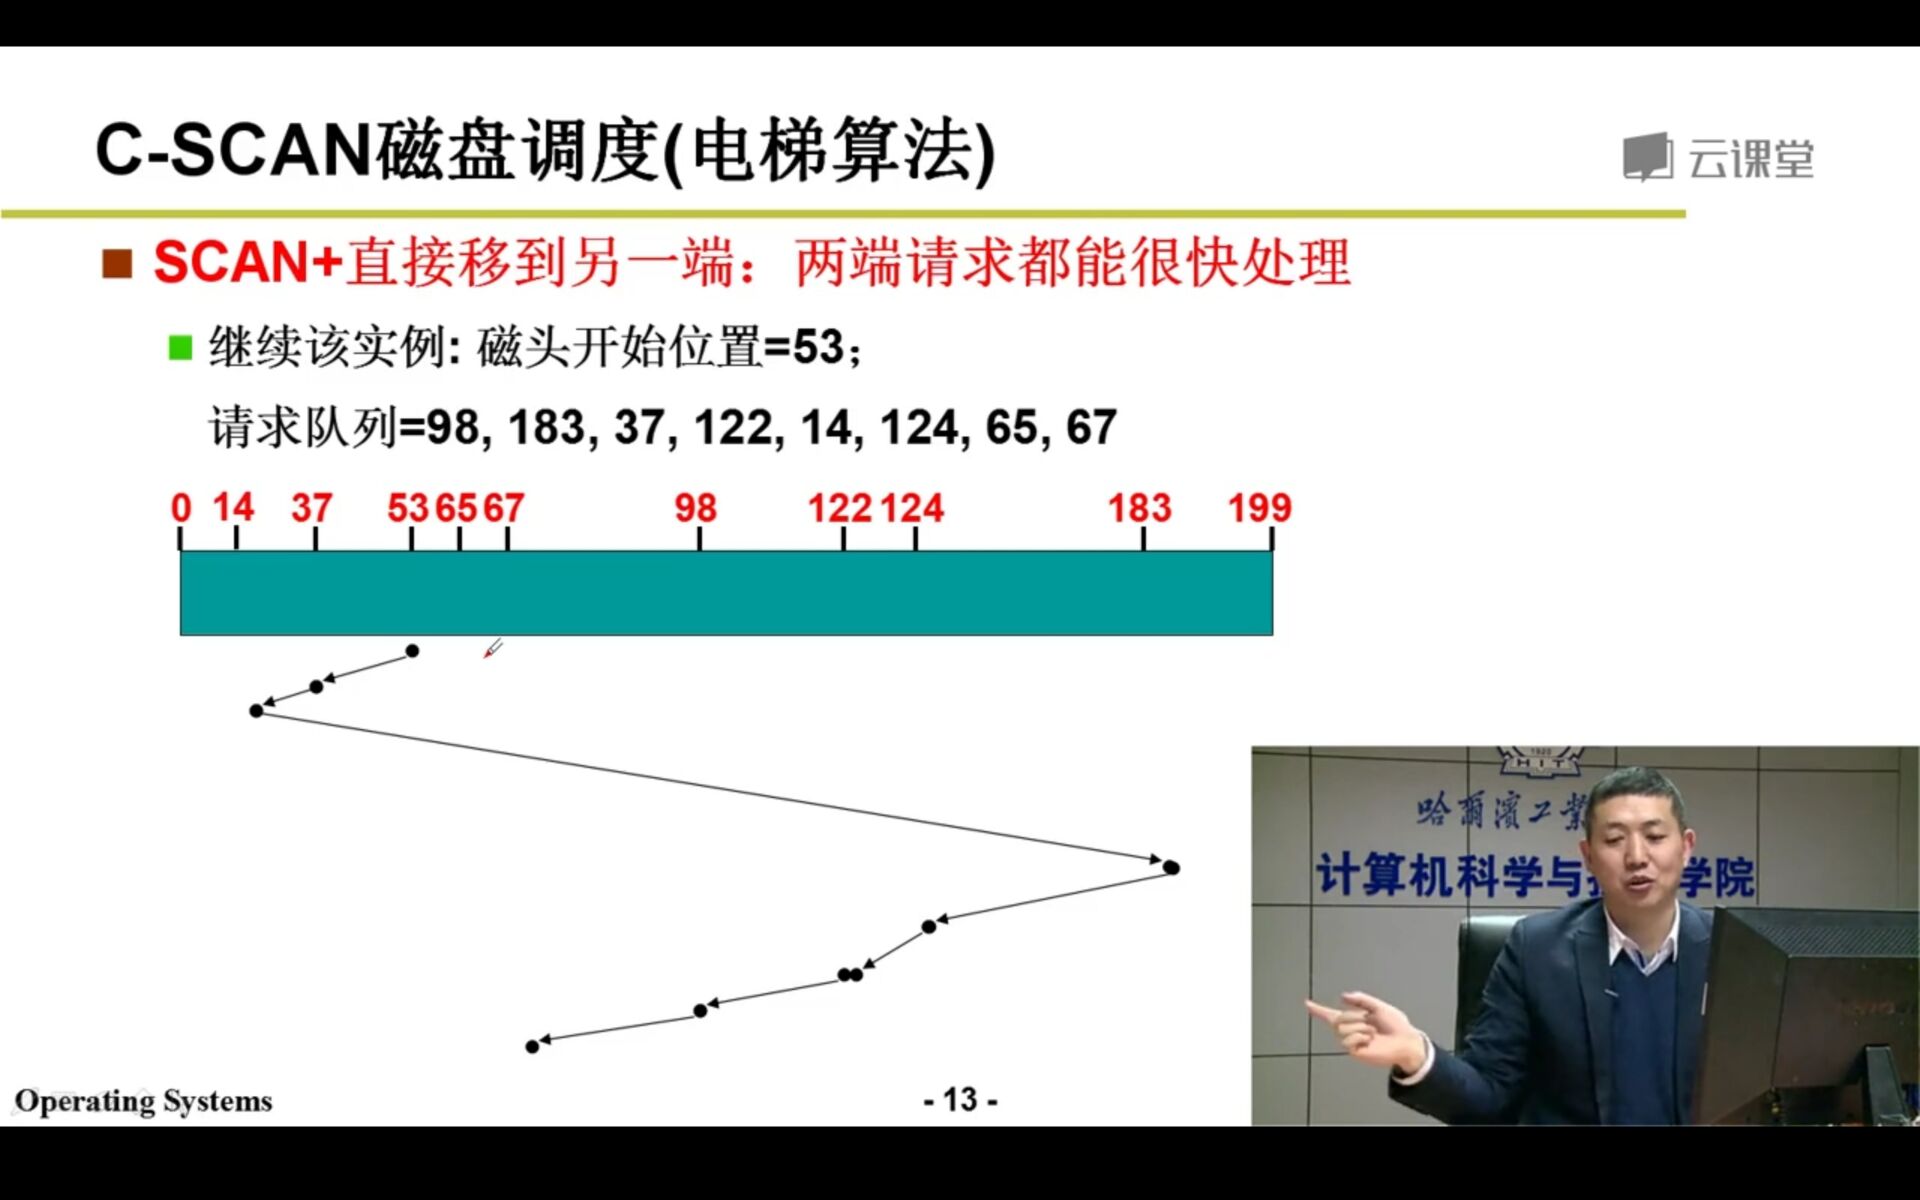 C-SCAN磁盘调度(电梯算法)
云课堂
SCAN+直接移到另一端：两端请求都能很快处理
继续该实例: 磁头开始位置=53；
请求队列=98, 183, 37, 122, 14, 124, 65, 67
0 14 37 53 65 67 98 122 124 183 199
1920
HIT
哈爾濱工業
计算机科学与
学院
Operating Systems
- 13 -